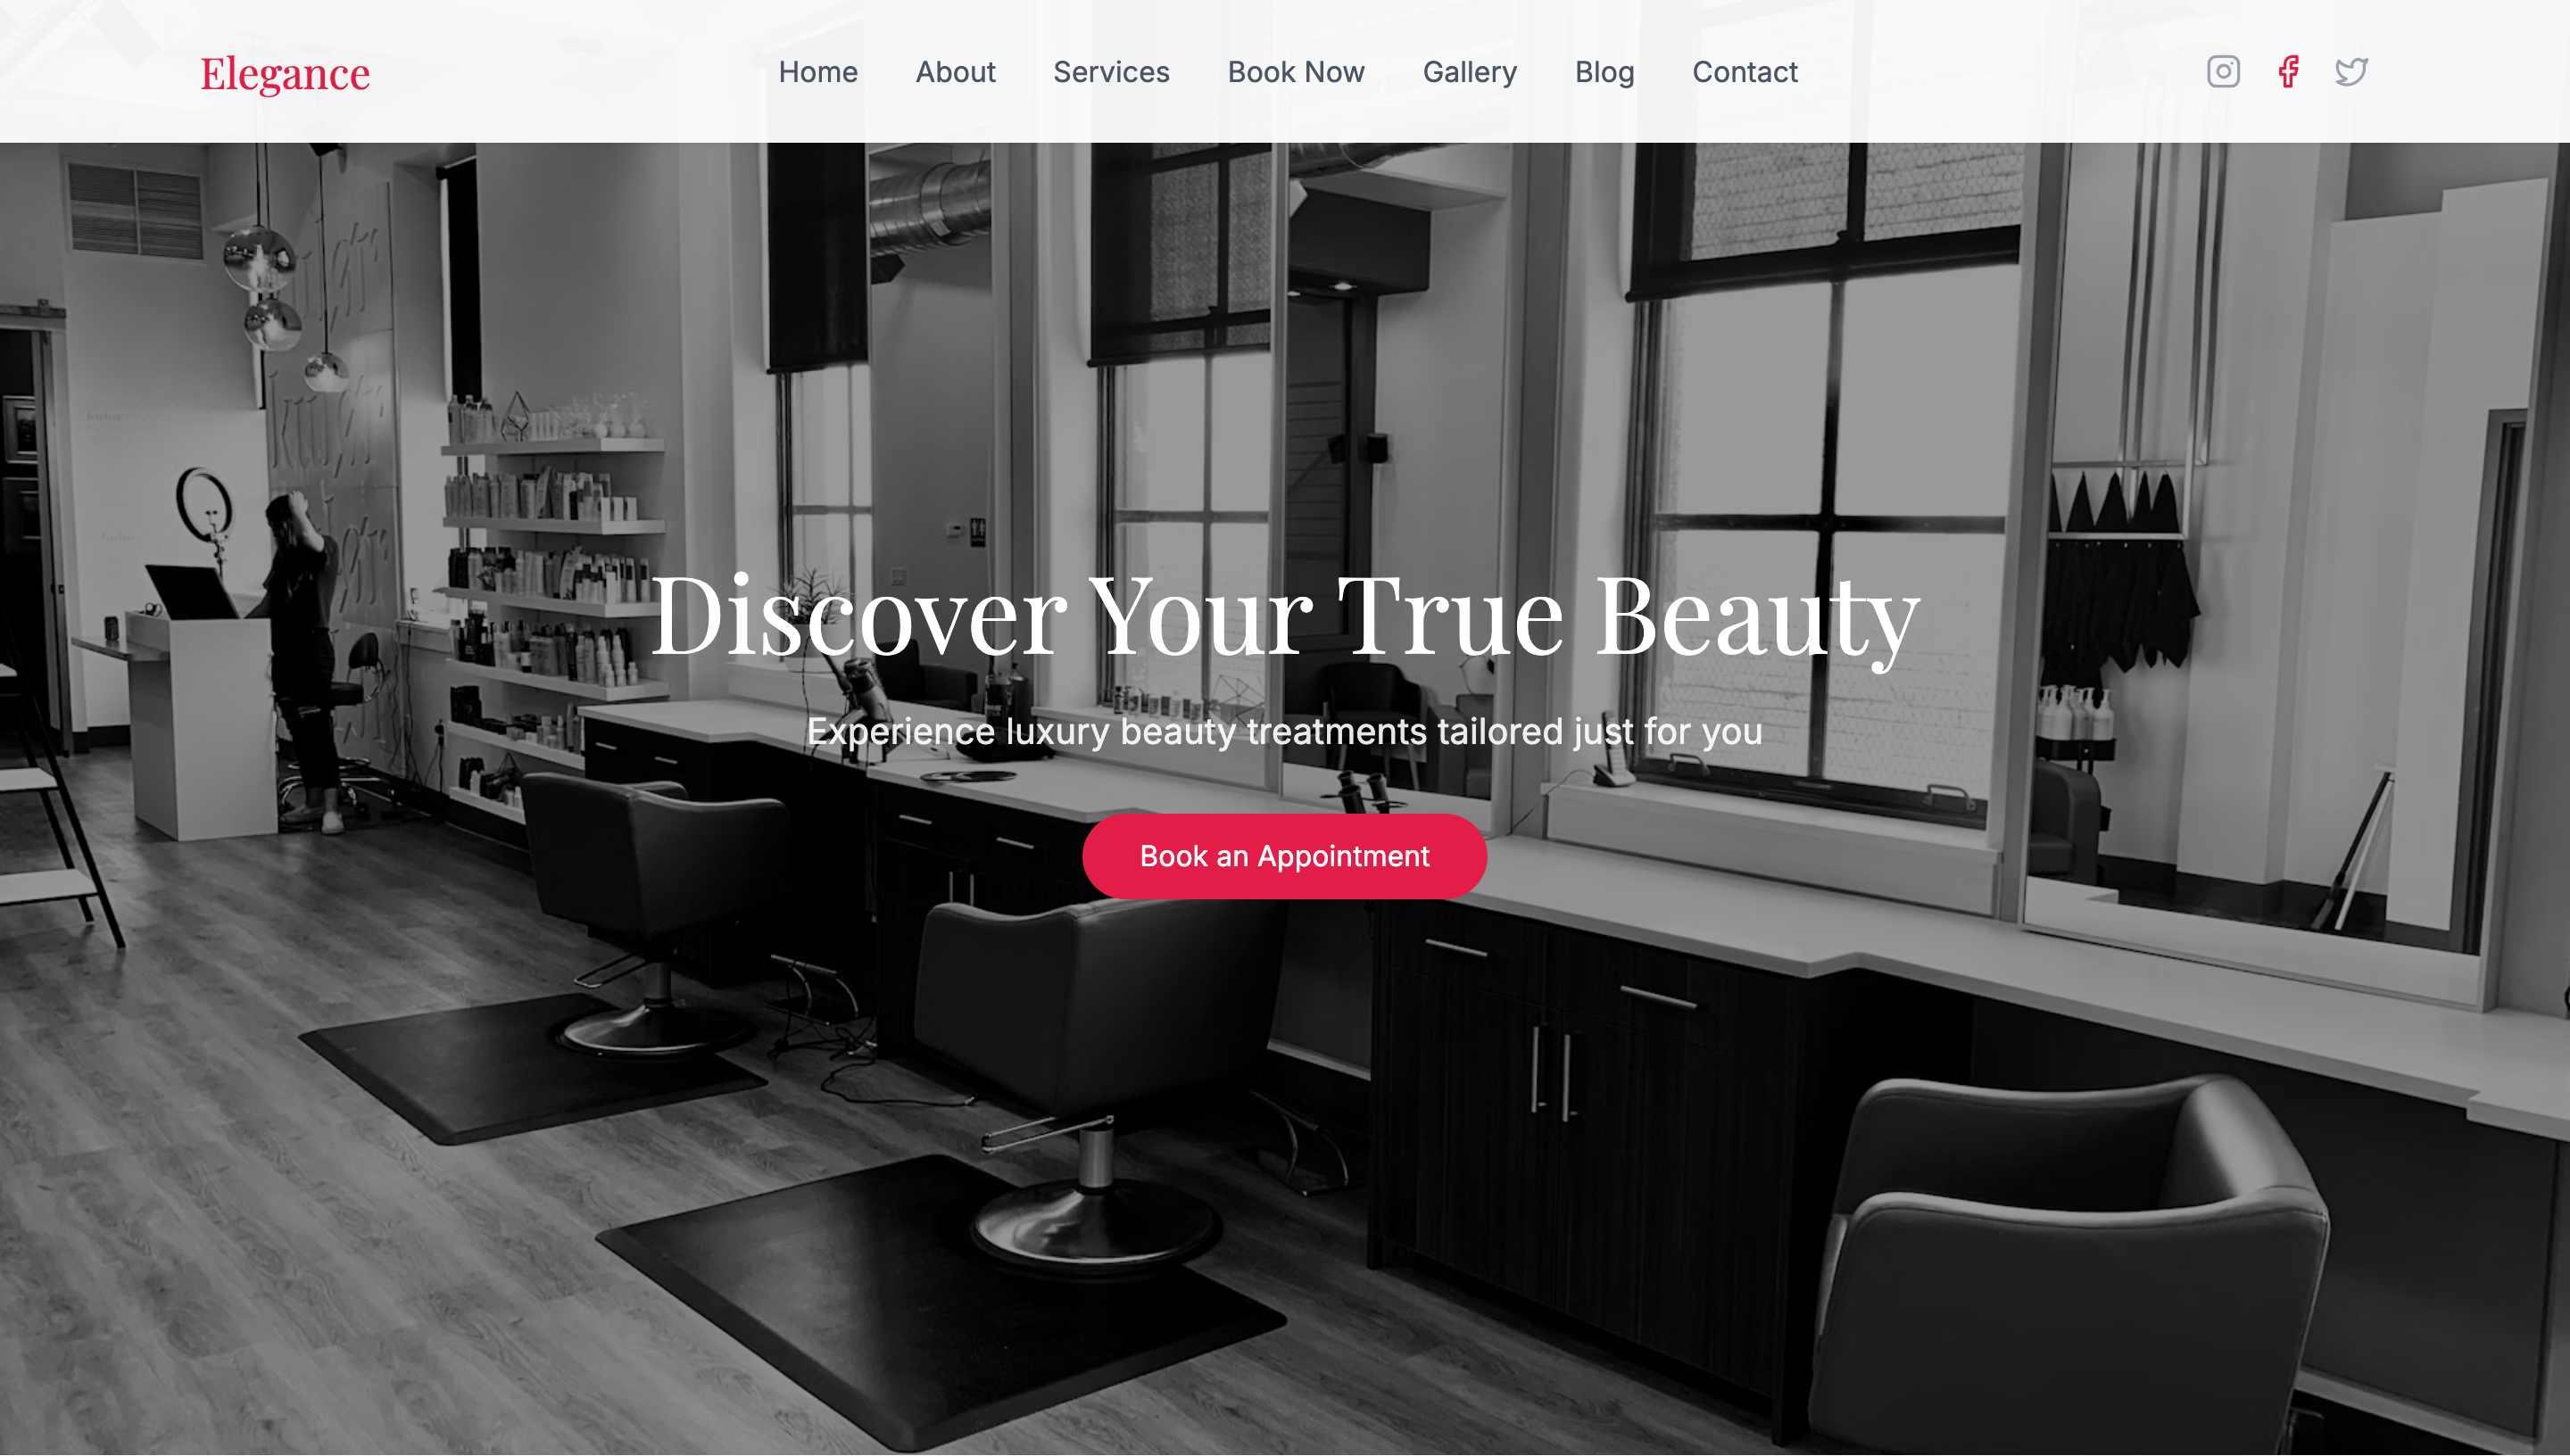 Elegance
Home About Services Book Now Gallery Blog Contact
Discover Your True Beauty
Experience luxury beauty treatments tailored just for you
Book an Appointment